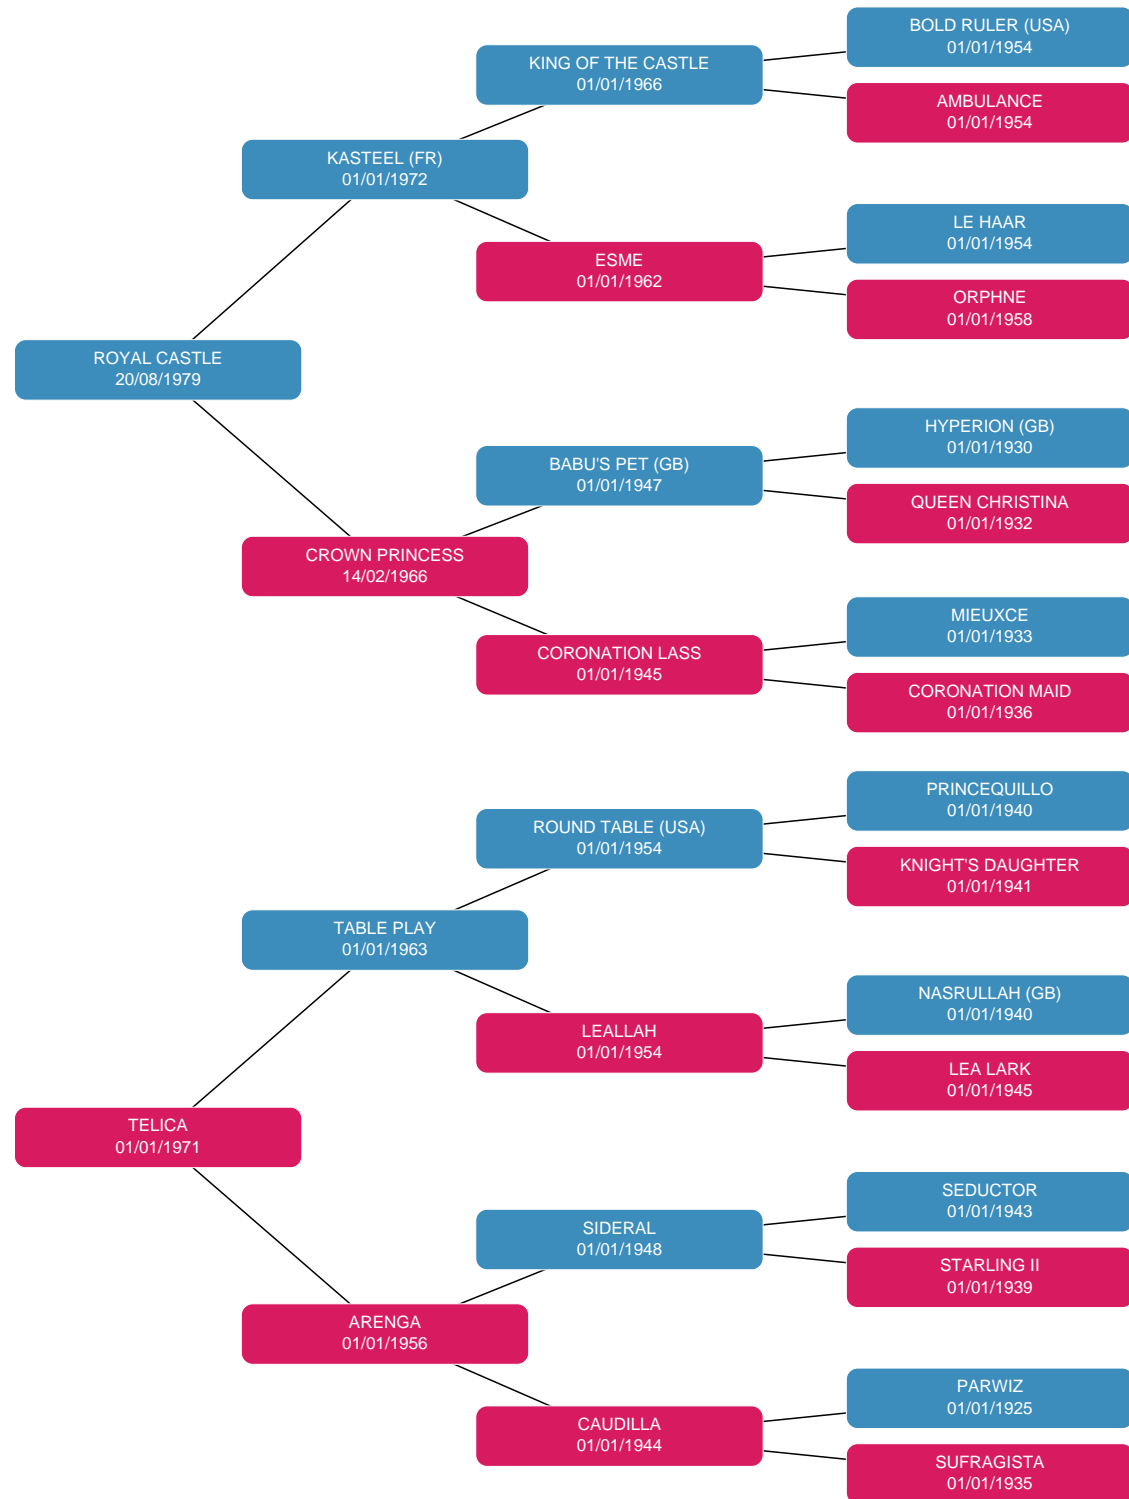 BOLD RULER (USA)
01/01/1954
KING OF THE CASTLE
01/01/1966
AMBULANCE
01/01/1954
KASTEEL (FR)
01/01/1972
LE HAAR
01/01/1954
ESME
01/01/1962
ORPHNE
01/01/1958
ROYAL CASTLE
20/08/1979
HYPERION (GB)
01/01/1930
BABU'S PET (GB)
01/01/1947
QUEEN CHRISTINA
01/01/1932
CROWN PRINCESS
14/02/1966
MIEUXCE
01/01/1933
CORONATION LASS
01/01/1945
CORONATION MAID
01/01/1936
PRINCEQUILLO
01/01/1940
ROUND TABLE (USA)
01/01/1954
KNIGHT'S DAUGHTER
01/01/1941
TABLE PLAY
01/01/1963
NASRULLAH (GB)
01/01/1940
LEALLAH
01/01/1954
LEA LARK
01/01/1945
TELICA
01/01/1971
SEDUCTOR
01/01/1943
SIDERAL
01/01/1948
STARLING II
01/01/1939
ARENGA
01/01/1956
PARWIZ
01/01/1925
CAUDILLA
01/01/1944
SUFRAGISTA
01/01/1935